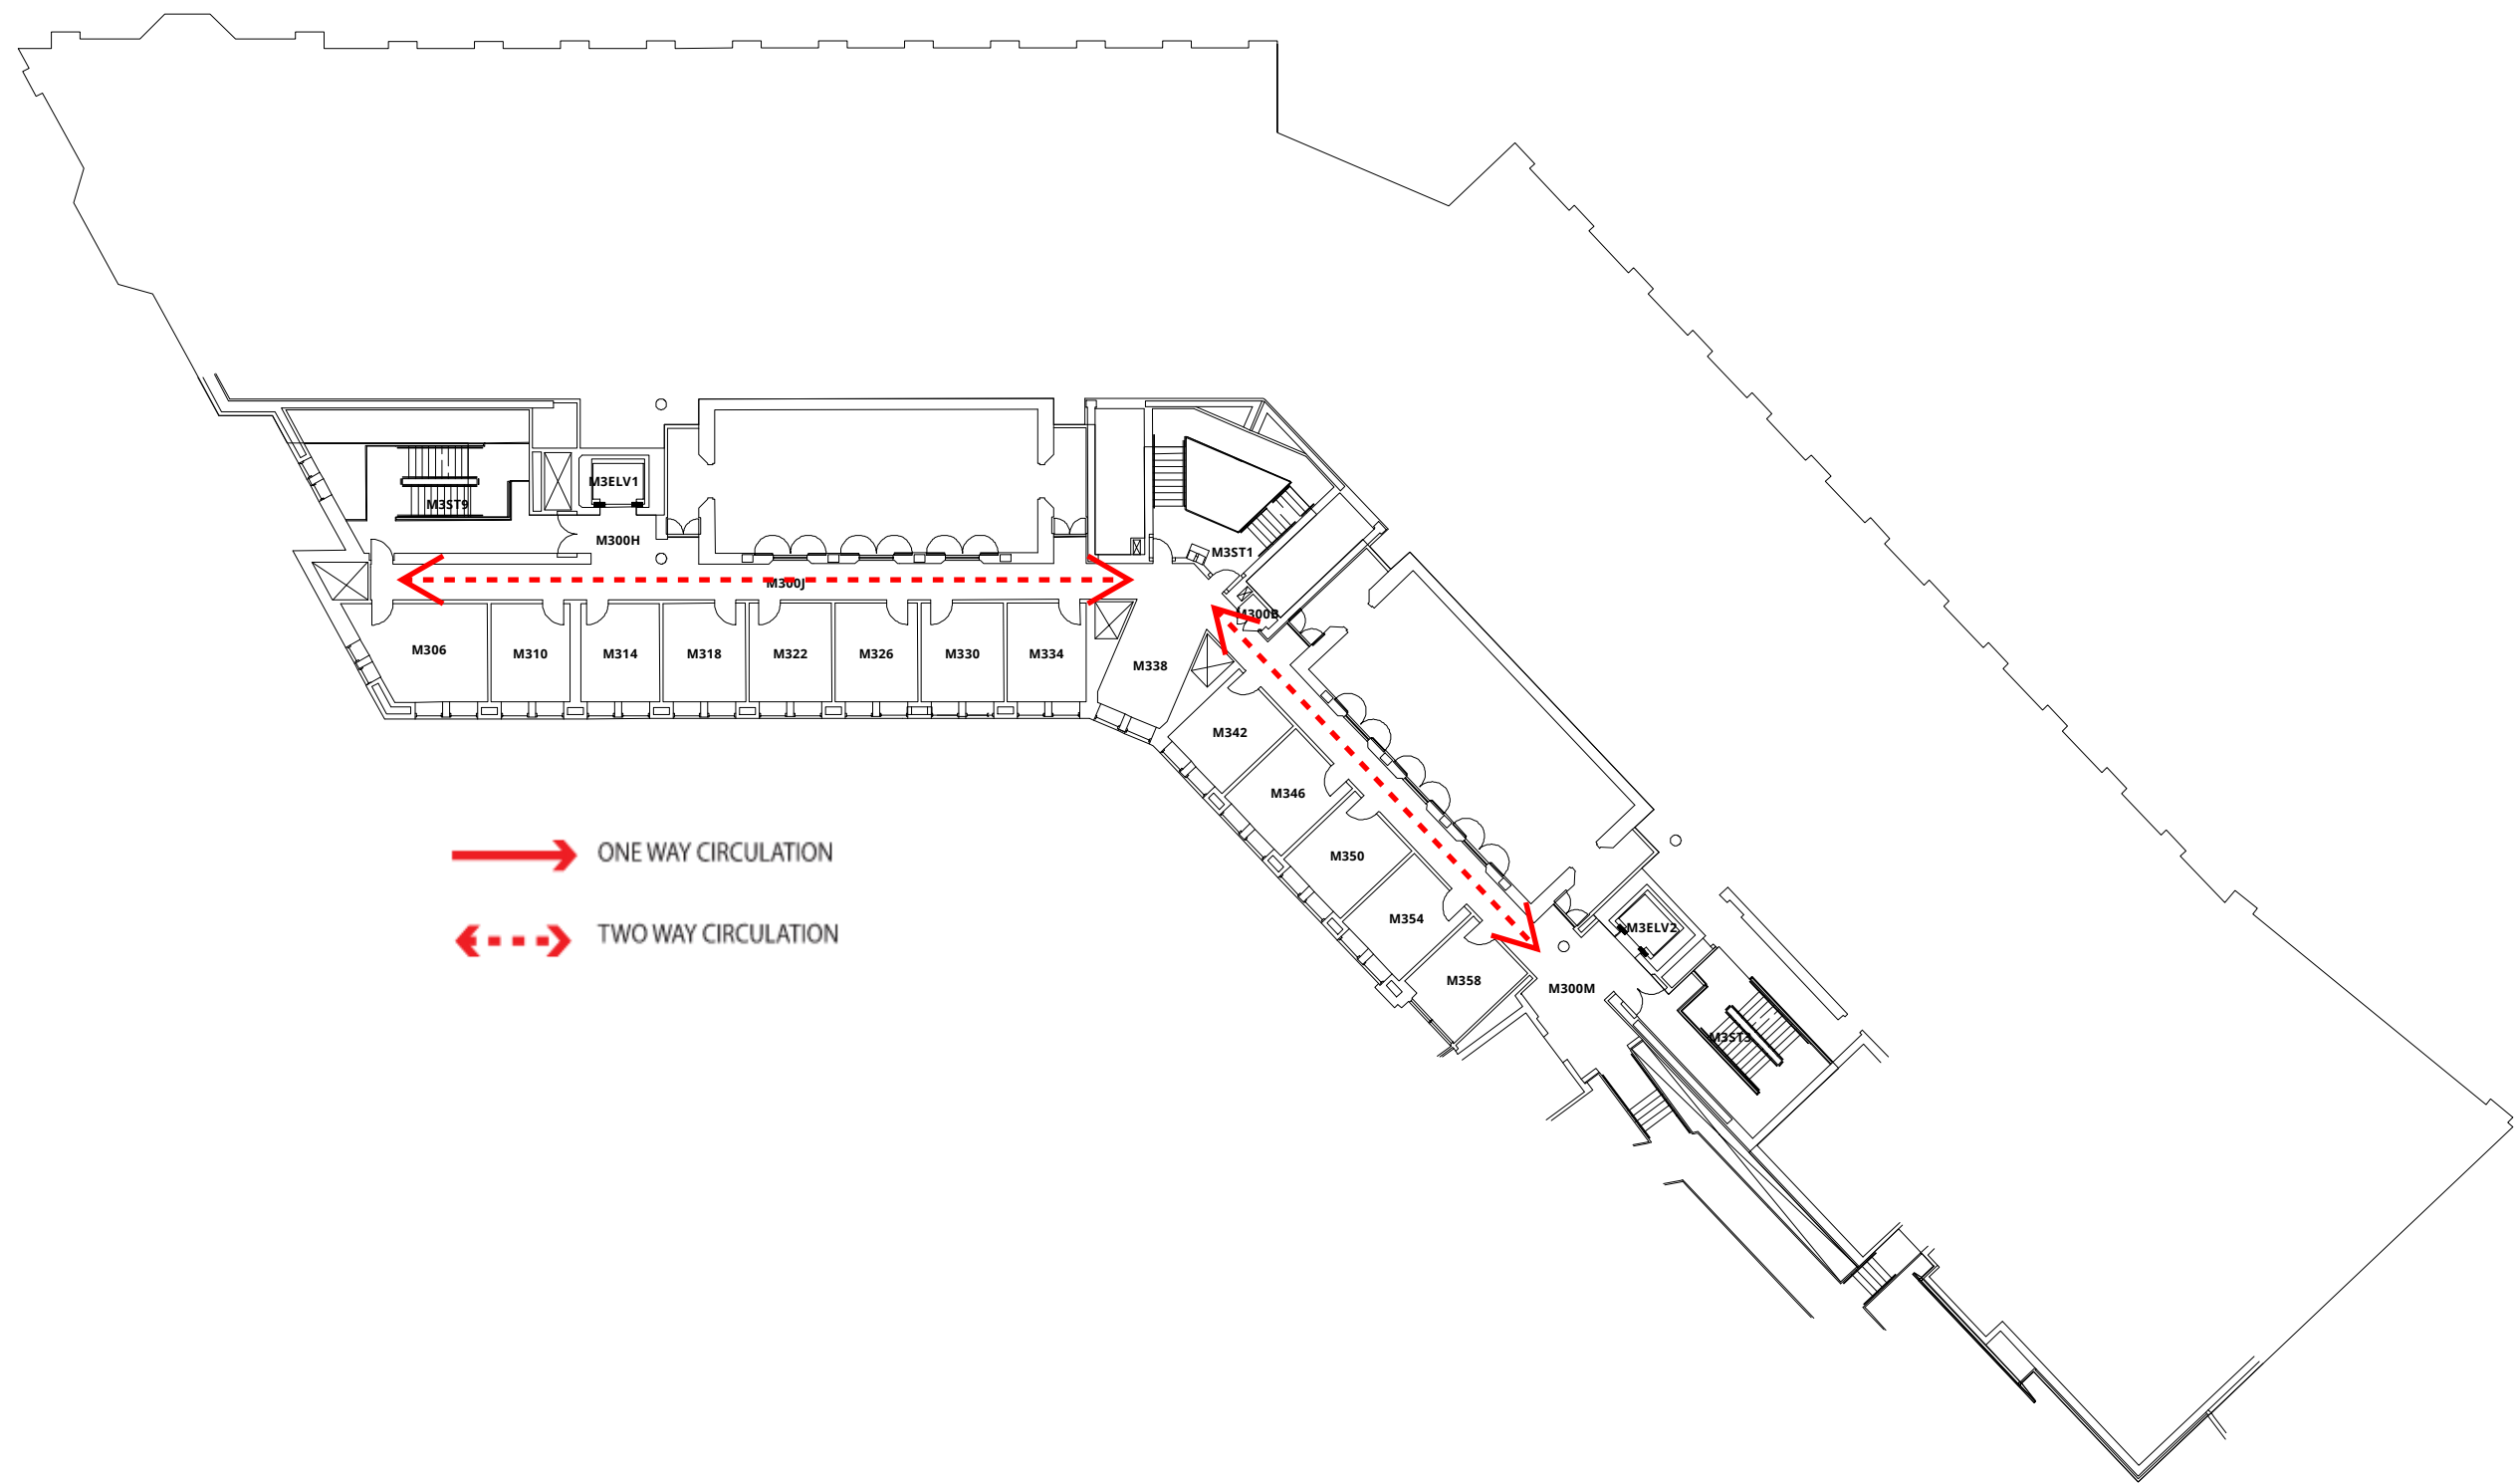 M3ELV1
M3ST9
M300H
M3ST1
M300J
M300B
M306
M310
M314
M318
M322
M326
M330
M334
M338
M342
M346
M350
M354
M358
M3ELV2
M300M
M3ST3
ONE WAY CIRCULATION
TWO WAY CIRCULATION